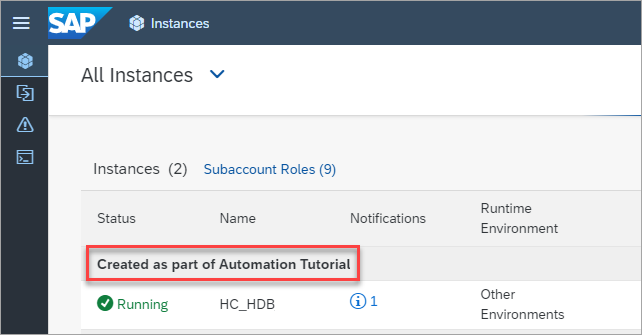 SAP Instances
All Instances
Instances (2) Subaccount Roles (9)
Status Name Notifications Runtime
Environment
Created as part of Automation Tutorial
Running HC_HDB 1 Other
Environments